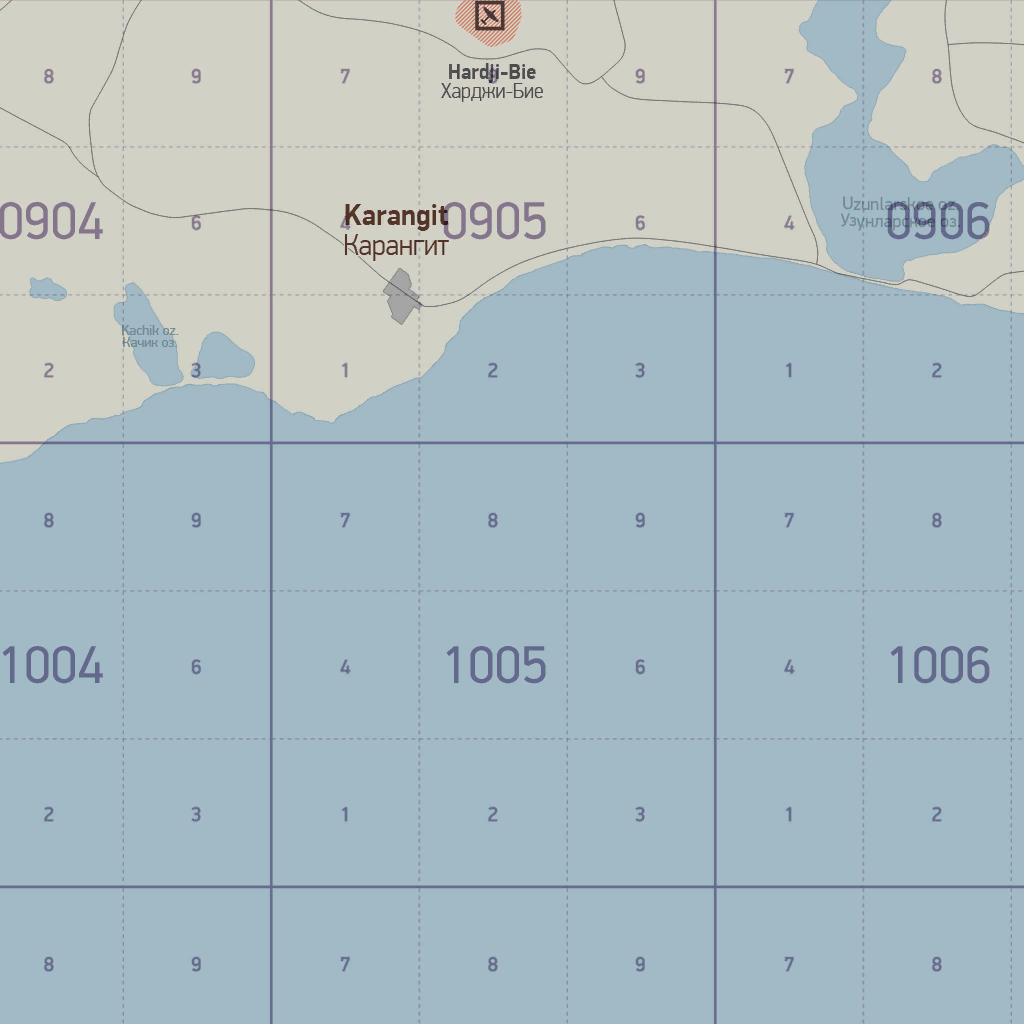 8 9 7 8 9 7 8
Hardji-Bie
Харджи-Бие
0904 6 4 0905 6 4 0906
Karangit
Карангит
Uzunlarskoe oz.
Узунларское оз.
Kachik oz.
Качик оз.
2 3 1 2 3 1 2
8 9 7 8 9 7 8
1004 6 4 1005 6 4 1006
2 3 1 2 3 1 2
8 9 7 8 9 7 8